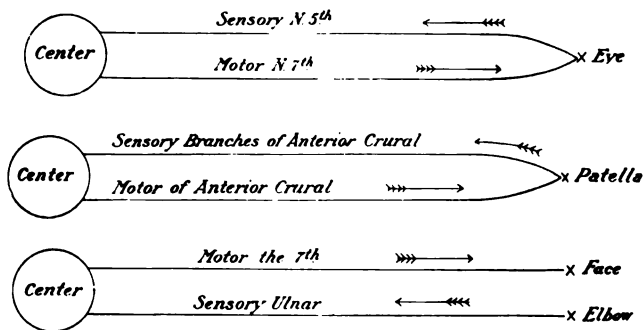 Sensory N. 5th
Center
Motor N. 7th
× Eye
Sensory Branches of Anterior Crural
Center
Motor of Anterior Crural
× Patella
Motor the 7th
× Face
Center
Sensory Ulnar
× Elbow